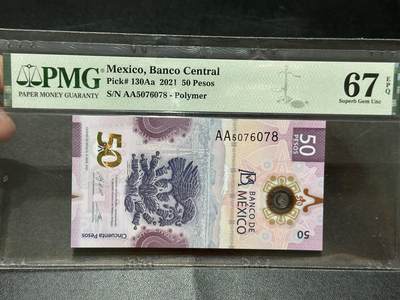 PMG
PAPER MONEY GUARANTY
Mexico, Banco Central
Pick# 130Aa 2021 50 Pesos
S/N AA5076078 - Polymer
67
EPQ
Superb Gem Unc
50
AA5076078
50
PESOS
BANCO DE
MÉXICO
Cincuenta Pesos
50